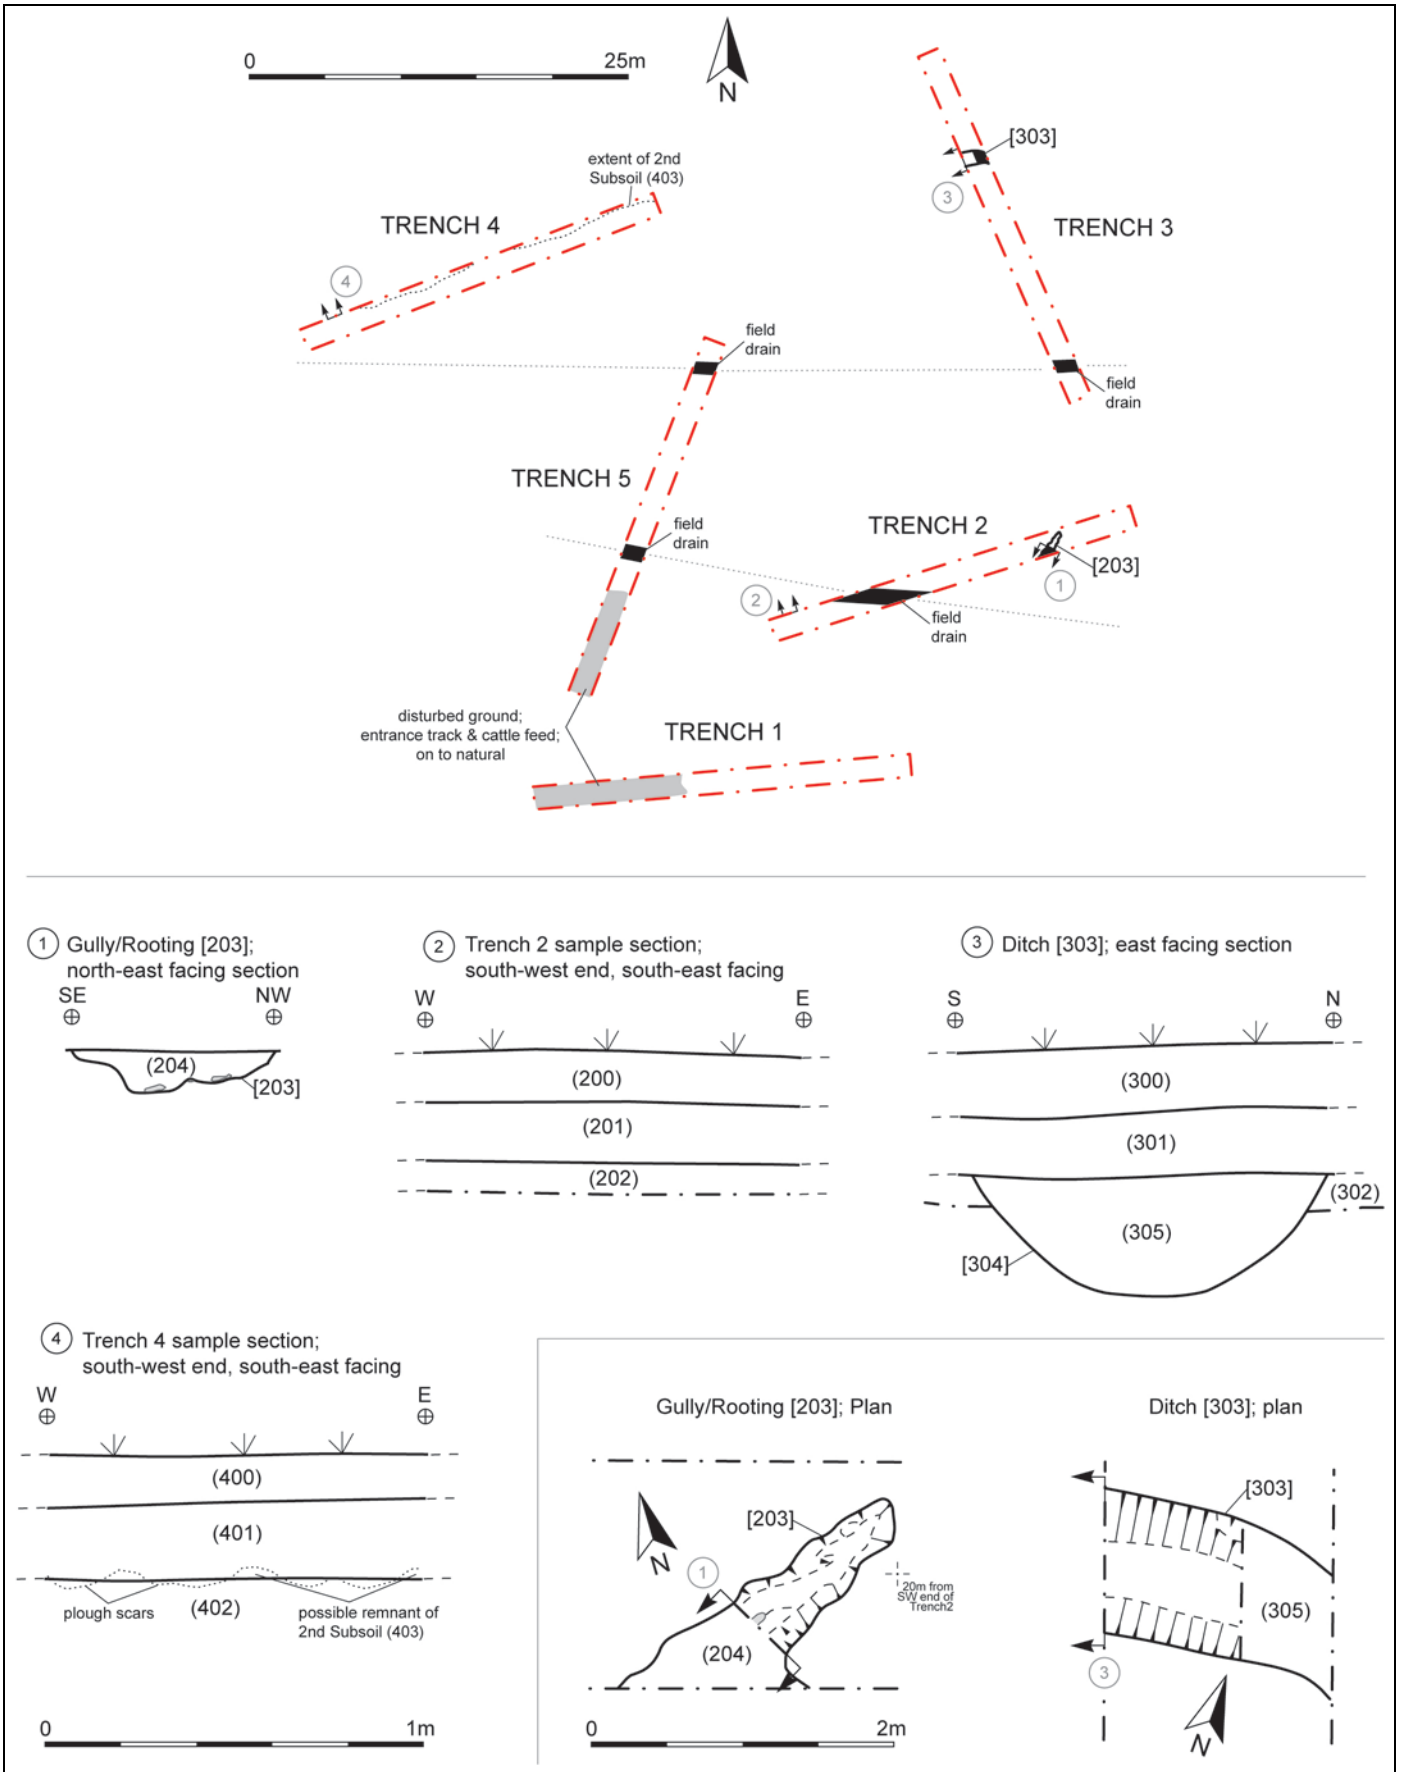 0
25m
N
extent of 2nd
Subsoil (403)
TRENCH 4
4
[303]
3
TRENCH 3
field
drain
field
drain
TRENCH 5
field
drain
TRENCH 2
[203]
1
2
field
drain
disturbed ground;
entrance track & cattle feed;
on to natural
TRENCH 1
1 Gully/Rooting [203];
north-east facing section
SE
NW
(204)
[203]
2 Trench 2 sample section;
south-west end, south-east facing
W
E
(200)
(201)
(202)
3 Ditch [303]; east facing section
S
N
(300)
(301)
(302)
(305)
[304]
4 Trench 4 sample section;
south-west end, south-east facing
W
E
(400)
(401)
plough scars
(402)
possible remnant of
2nd Subsoil (403)
0
1m
Gully/Rooting [203]; Plan
[203]
N
1
20m from
SW end of
Trench2
(204)
0
2m
Ditch [303]; plan
[303]
(305)
3
N